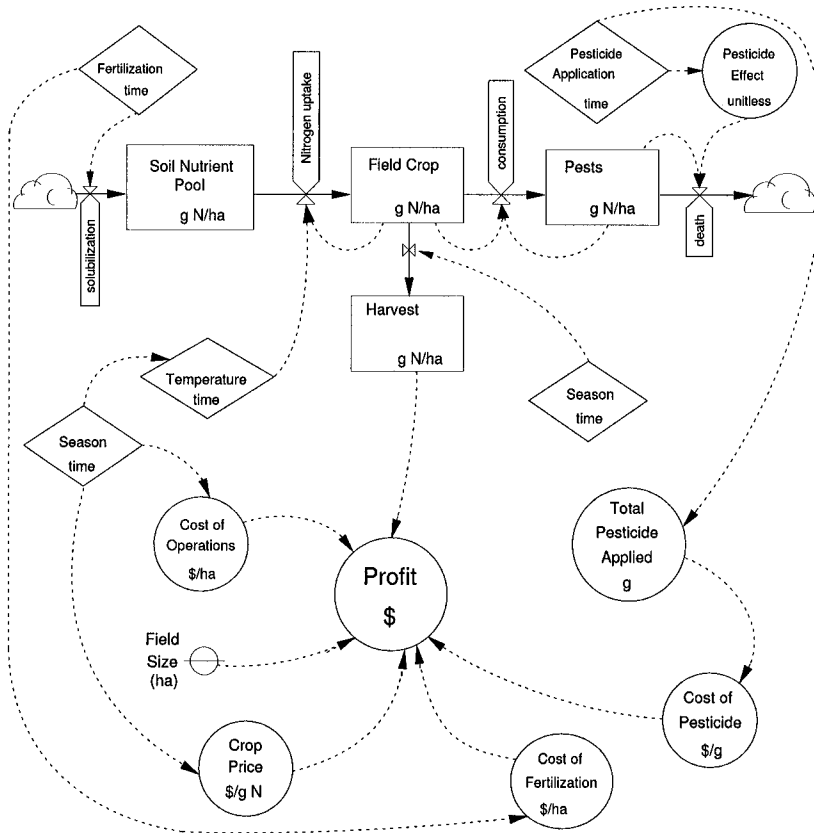 Fertilization
time
Nitrogen uptake
consumption
Pesticide
Application
time
Pesticide
Effect
unitless
Soil Nutrient
Pool
g N/ha
Field Crop
g N/ha
Pests
g N/ha
solubilization
death
Harvest
g N/ha
Temperature
time
Season
time
Season
time
Cost of
Operations
$/ha
Profit
$
Total
Pesticide
Applied
g
Field
Size
(ha)
Crop
Price
$/g N
Cost of
Fertilization
$/ha
Cost of
Pesticide
$/g